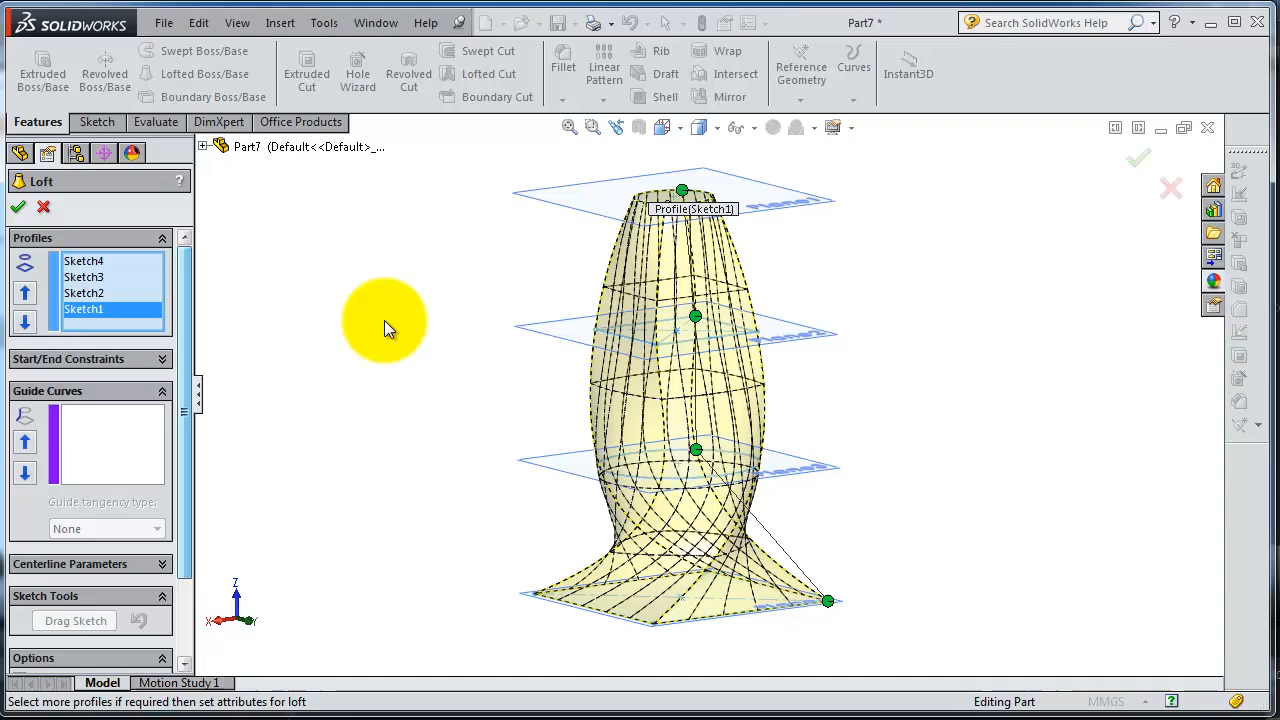 SOLIDWORKS File Edit View Insert Tools Window Help Part7 * Search SolidWorks Help
Extruded Boss/Base
Revolved Boss/Base
Swept Boss/Base
Lofted Boss/Base
Boundary Boss/Base
Extruded Cut
Hole Wizard
Revolved Cut
Swept Cut
Lofted Cut
Boundary Cut
Fillet
Linear Pattern
Rib
Draft
Shell
Wrap
Intersect
Mirror
Reference Geometry
Curves
Instant3D
Features Sketch Evaluate DimXpert Office Products
Part7 (Default<<Default>_...
Loft ?
Profiles
Sketch4
Sketch3
Sketch2
Sketch1
Start/End Constraints
Guide Curves
Guide tangency type:
None
Centerline Parameters
Sketch Tools
Drag Sketch
Options
Plane1
Profile(Sketch1)
Plane2
Z
X
Y
Model Motion Study 1
Select more profiles if required then set attributes for loft Editing Part MMGS